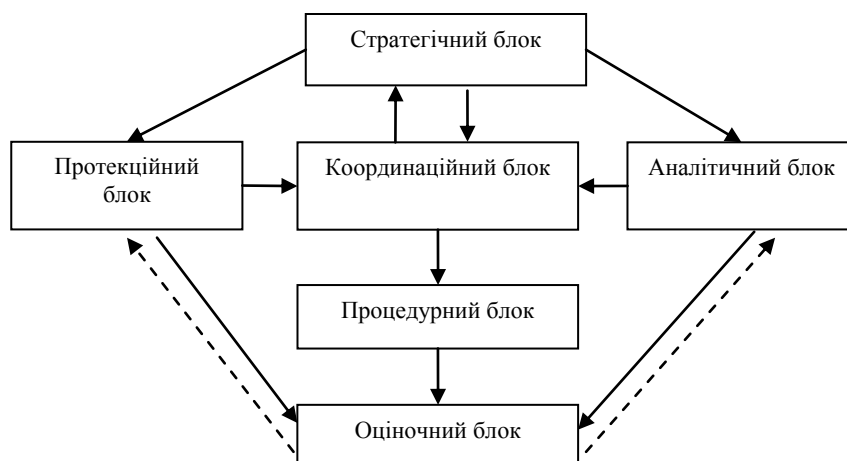 Стратегічний блок
Протекційний
блок
Координаційний блок
Аналітичний блок
Процедурний блок
Оціночний блок